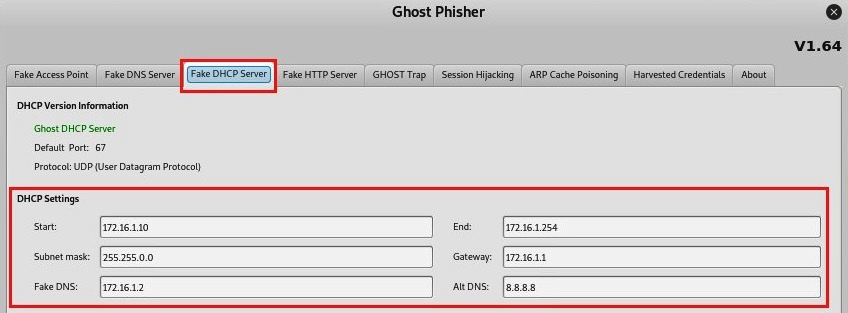 Ghost Phisher
V1.64
Fake Access Point Fake DNS Server Fake DHCP Server Fake HTTP Server GHOST Trap Session Hijacking ARP Cache Poisoning Harvested Credentials About
DHCP Version Information
Ghost DHCP Server
Default Port: 67
Protocol: UDP (User Datagram Protocol)
DHCP Settings
Start: 172.16.1.10 End: 172.16.1.254
Subnet mask: 255.255.0.0 Gateway: 172.16.1.1
Fake DNS: 172.16.1.2 Alt DNS: 8.8.8.8